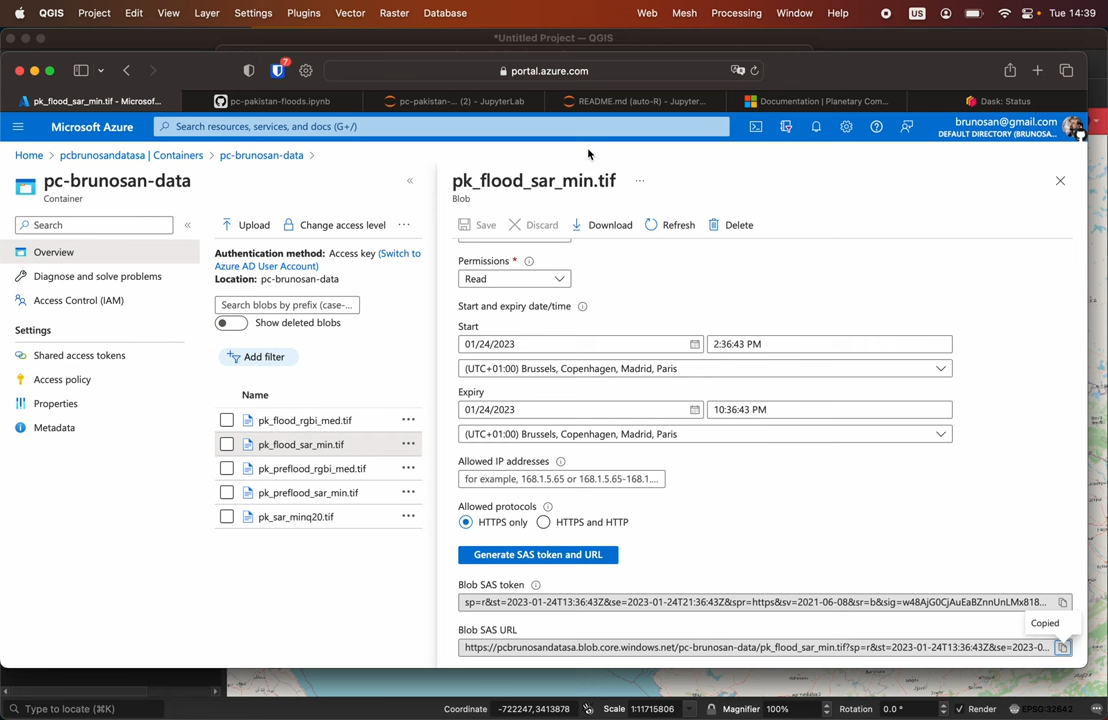 QGIS Project Edit View Layer Settings Plugins Vector Raster Database Web Mesh Processing Window Help US Tue 14:39
*Untitled Project — QGIS
7
portal.azure.com
pk_flood_sar_min.tif - Microsof... pc-pakistan-floods.ipynb pc-pakistan-... (2) - JupyterLab README.md (auto-R) - Jupyter... Documentation | Planetary Com... Dask: Status
Microsoft Azure Search resources, services, and docs (G+/) brunosan@gmail.com
DEFAULT DIRECTORY (BRUNOSA...
Home > pcbrunosandatasa | Containers > pc-brunosan-data >
pc-brunosan-data
Container
Search
Overview
Diagnose and solve problems
Access Control (IAM)
Settings
Shared access tokens
Access policy
Properties
Metadata
Upload Change access level ...
Authentication method: Access key (Switch to
Azure AD User Account)
Location: pc-brunosan-data
Search blobs by prefix (case-...
Show deleted blobs
Add filter
Name
pk_flood_rgbi_med.tif
pk_flood_sar_min.tif
pk_preflood_rgbi_med.tif
pk_preflood_sar_min.tif
pk_sar_minq20.tif
pk_flood_sar_min.tif ...
Blob
Save Discard Download Refresh Delete
Permissions *
Read
Start and expiry date/time
Start
01/24/2023 2:36:43 PM
(UTC+01:00) Brussels, Copenhagen, Madrid, Paris
Expiry
01/24/2023 10:36:43 PM
(UTC+01:00) Brussels, Copenhagen, Madrid, Paris
Allowed IP addresses
for example, 168.1.5.65 or 168.1.5.65-168.1....
Allowed protocols
HTTPS only HTTPS and HTTP
Generate SAS token and URL
Blob SAS token
sp=r&st=2023-01-24T13:36:43Z&se=2023-01-24T21:36:43Z&spr=https&sv=2021-06-08&sr=b&sig=w48AjG0CjAuEaBZnnUnLMx818...
Copied
Blob SAS URL
https://pcbrunosandatasa.blob.core.windows.net/pc-brunosan-data/pk_flood_sar_min.tif?sp=r&st=2023-01-24T13:36:43Z&se=2023-0...
Type to locate (⌘K) Coordinate -722247,3413878 Scale 1:11715806 Magnifier 100% Rotation 0.0 ° Render EPSG:32642